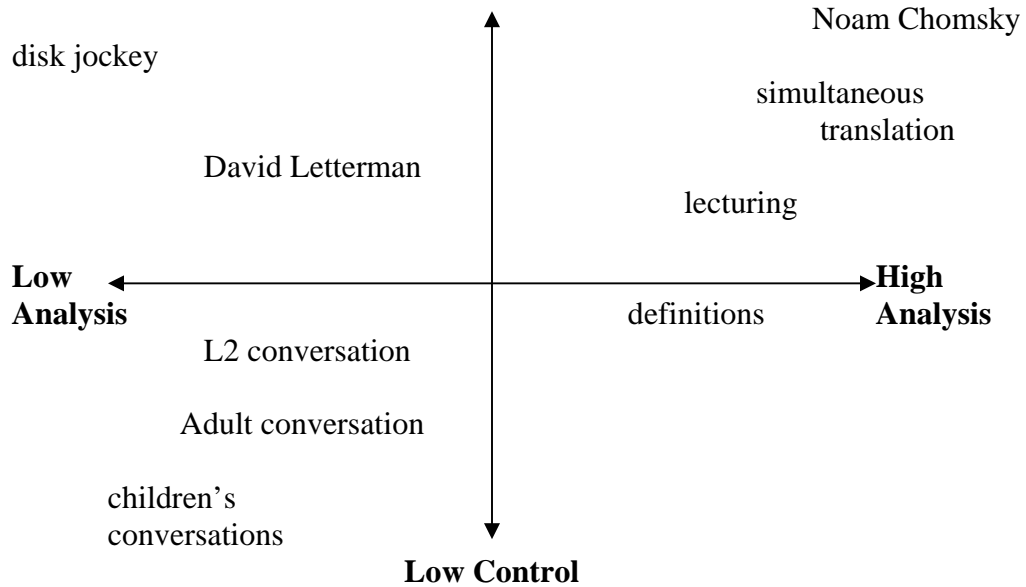 Noam Chomsky
disk jockey
simultaneous
translation
David Letterman
lecturing
Low
Analysis
High
Analysis
definitions
L2 conversation
Adult conversation
children’s
conversations
Low Control